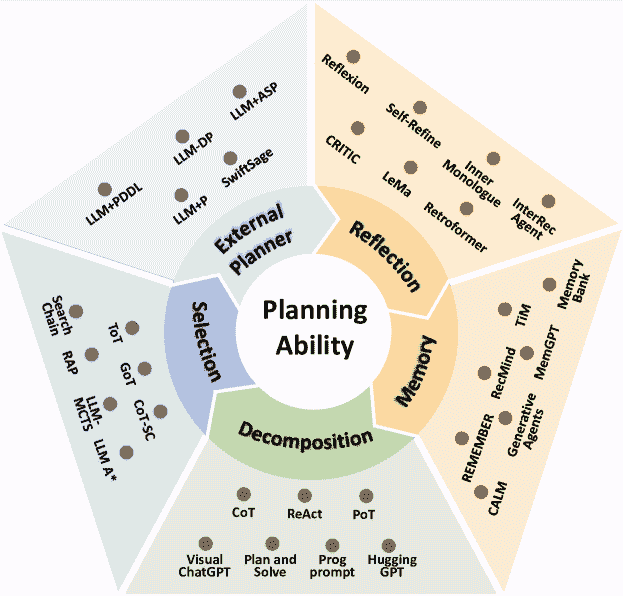 Planning
Ability
External
Planner
LLM+ASP
LLM-DP
SwiftSage
LLM+PDDL
LLM+P
Reflection
Reflexion
Self-Refine
CRITIC
Inner
Monologue
LeMa
InterRec
Agent
Retroformer
Memory
Memory
Bank
TiM
MemGPT
RecMind
Generative
Agents
REMEMBER
CALM
Decomposition
CoT
ReAct
PoT
Visual
ChatGPT
Plan and
Solve
Prog
prompt
Hugging
GPT
Selection
Search
Chain
ToT
RAP
GoT
LLM-
MCTS
CoT-SC
LLM A*